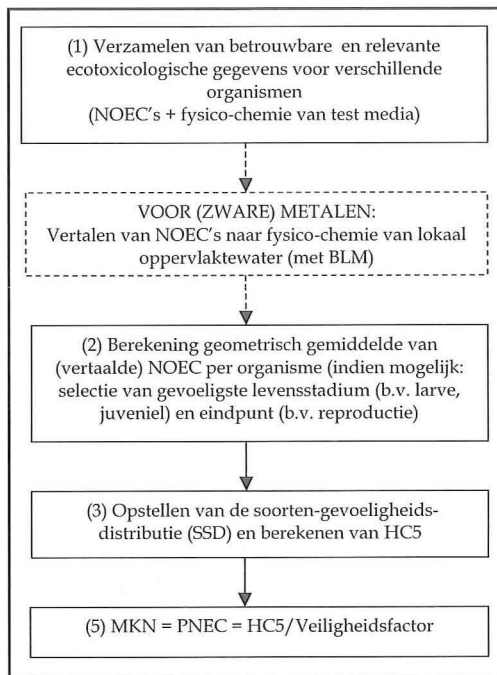 (1) Verzamelen van betrouwbare en relevante
ecotoxicologische gegevens voor verschillende
organismen
(NOEC's + fysico-chemie van test media)
VOOR (ZWARE) METALEN:
Vertalen van NOEC's naar fysico-chemie van lokaal
oppervlaktewater (met BLM)
(2) Berekening geometrisch gemiddelde van
(vertaalde) NOEC per organisme (indien mogelijk:
selectie van gevoeligste levensstadium (b.v. larve,
juveniel) en eindpunt (b.v. reproductie)
(3) Opstellen van de soorten-gevoeligheids-
distributie (SSD) en berekenen van HC5
(5) MKN = PNEC = HC5/Veiligheidsfactor